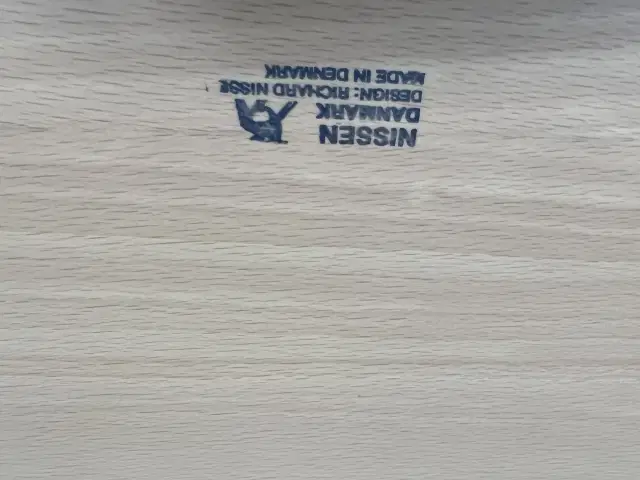 NISSEN
DANMARK
DESIGN: RICHARD NISSE
MADE IN DENMARK